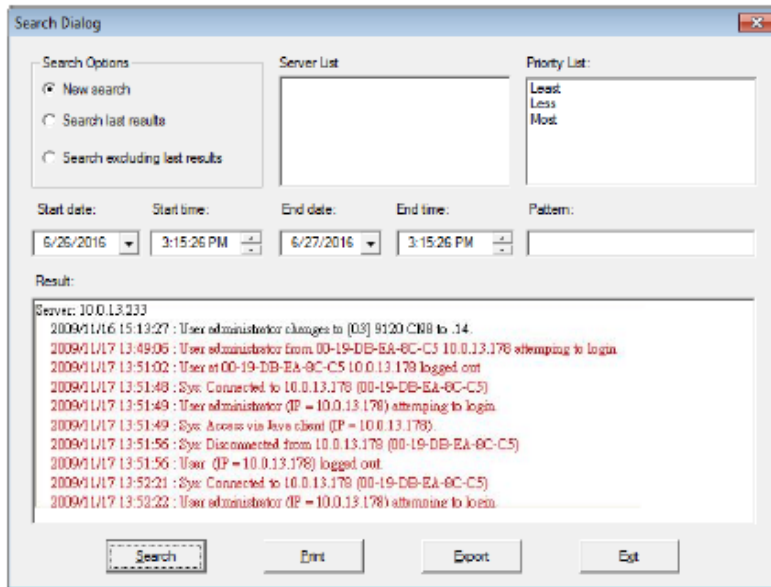 Search Dialog
Search Options
New search
Search last results
Search excluding last results
Server List
Priority List:
Least
Less
Most
Start date:
Start time:
End date:
End time:
Pattern:
6/26/2016
3:15:26 PM
6/27/2016
3:15:26 PM
Result:
Server: 10.0.13.233
2009/11/16 15:13:27 : User administrator changes to [03] 9120 CN8 to .14.
2009/11/17 13:49:06 : User administrator from 00-19-DB-EA-8C-C5 10.0.13.178 attemping to login
2009/11/17 13:51:02 : User at 00-19-DB-EA-8C-C5 10.0.13.178 logged out
2009/11/17 13:51:48 : Sys: Connected to 10.0.13.178 (00-19-DB-EA-8C-C5)
2009/11/17 13:51:49 : User administrator (IP = 10.0.13.178) attemping to login.
2009/11/17 13:51:49 : Sys: Access via Java client (IP = 10.0.13.178).
2009/11/17 13:51:56 : Sys: Disconnected from 10.0.13.178 (00-19-DB-EA-8C-C5)
2009/11/17 13:51:56 : User (IP = 10.0.13.178) logged out.
2009/11/17 13:52:21 : Sys: Connected to 10.0.13.178 (00-19-DB-EA-8C-C5)
2009/11/17 13:52:22 : User administrator (IP = 10.0.13.178) attemping to login.
Search
Print
Export
Exit